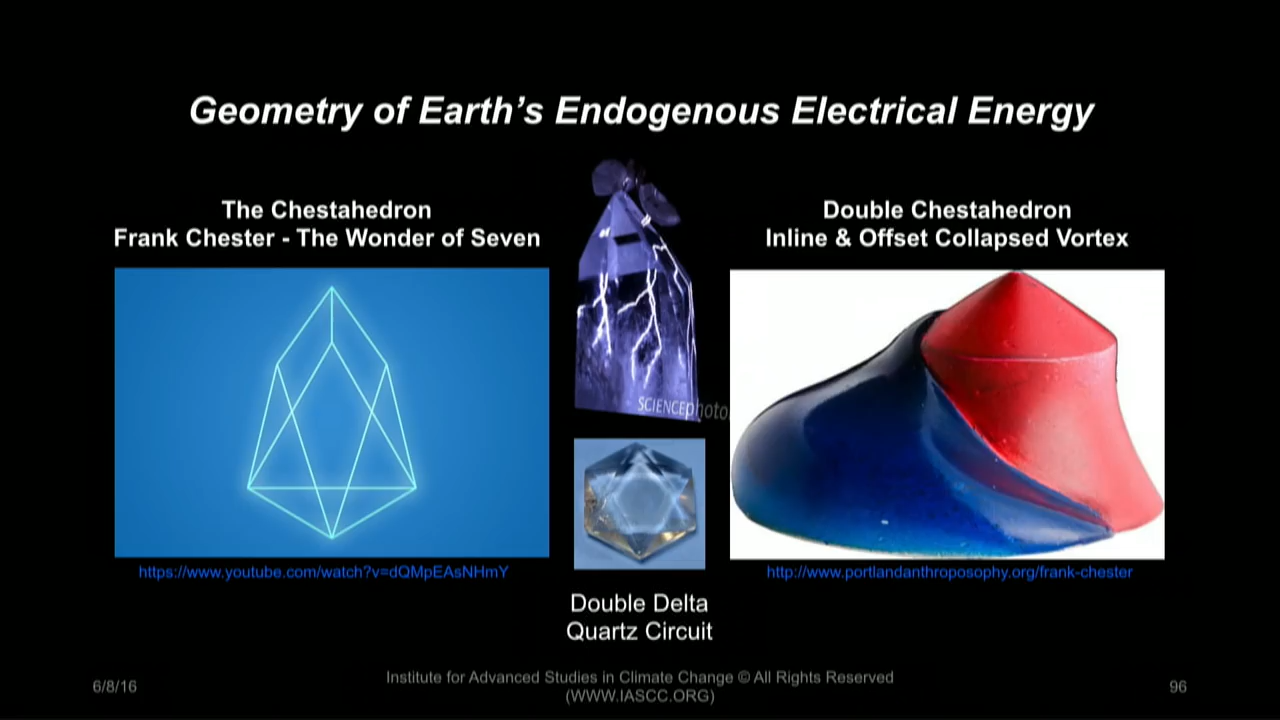 Geometry of Earth's Endogenous Electrical Energy
The Chestahedron
Frank Chester - The Wonder of Seven
Double Chestahedron
Inline & Offset Collapsed Vortex
SCIENCEphoto
https://www.youtube.com/watch?v=dQMpEAsNHmY
http://www.portlandanthroposophy.org/frank-chester
Double Delta
Quartz Circuit
6/8/16
Institute for Advanced Studies in Climate Change © All Rights Reserved
(WWW.IASCC.ORG)
96